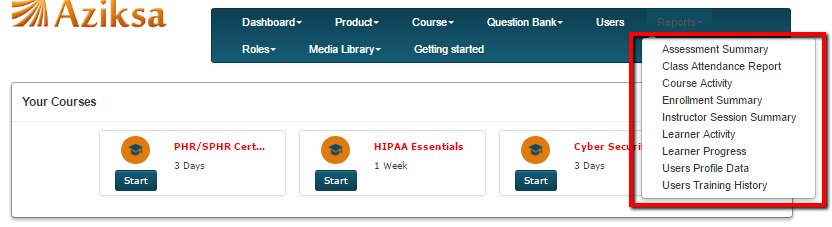 Aziksa
Dashboard Product Course Question Bank Users Reports
Roles Media Library Getting started
Assessment Summary
Class Attendance Report
Course Activity
Enrollment Summary
Instructor Session Summary
Learner Activity
Learner Progress
Users Profile Data
Users Training History
Your Courses
PHR/SPHR Cert...
3 Days
Start
HIPAA Essentials
1 Week
Start
Cyber Securi
3 Days
Start